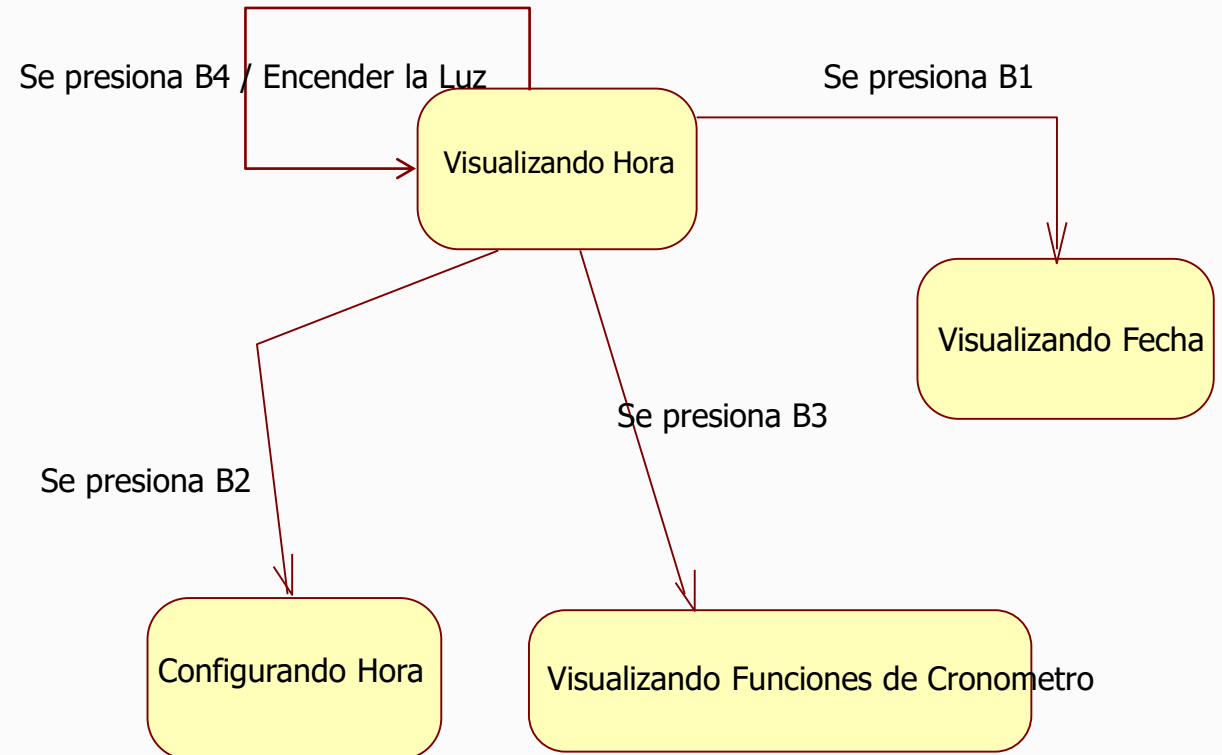 Se presiona B4 / Encender la Luz
Se presiona B1
Visualizando Hora
Visualizando Fecha
Se presiona B3
Se presiona B2
Configurando Hora
Visualizando Funciones de Cronometro